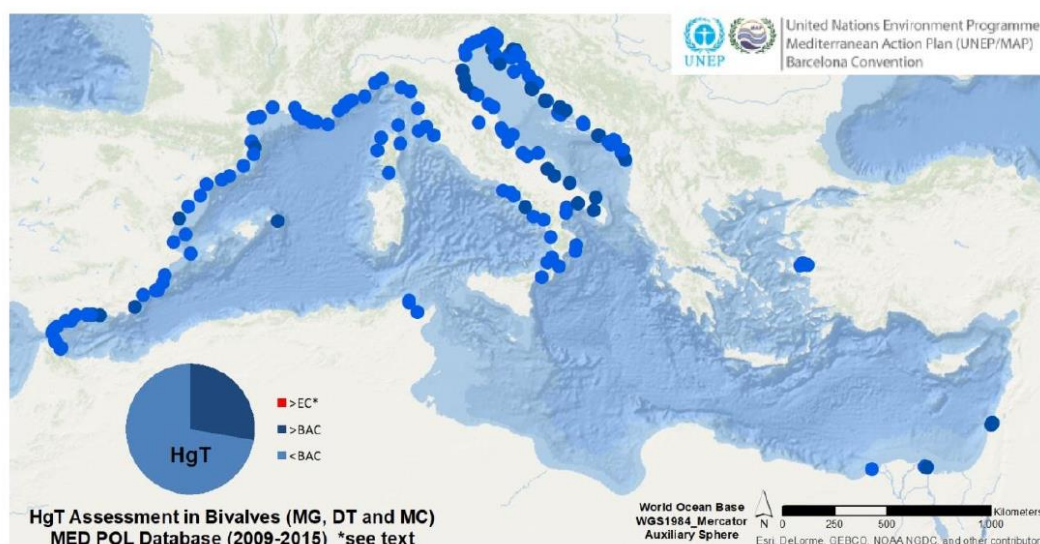 United Nations Environment Programme
Mediterranean Action Plan (UNEP/MAP)
Barcelona Convention
UNEP
MAP
>EC*
>BAC
<BAC
HgT
HgT Assessment in Bivalves (MG, DT and MC)
MED POL Database (2009-2015) *see text
World Ocean Base
WGS1984_Mercator
Auxiliary Sphere
N
Kilometers
0 250 500 1,000
Esri, DeLorme, GEBCO, NOAA NGDC, and other contributors